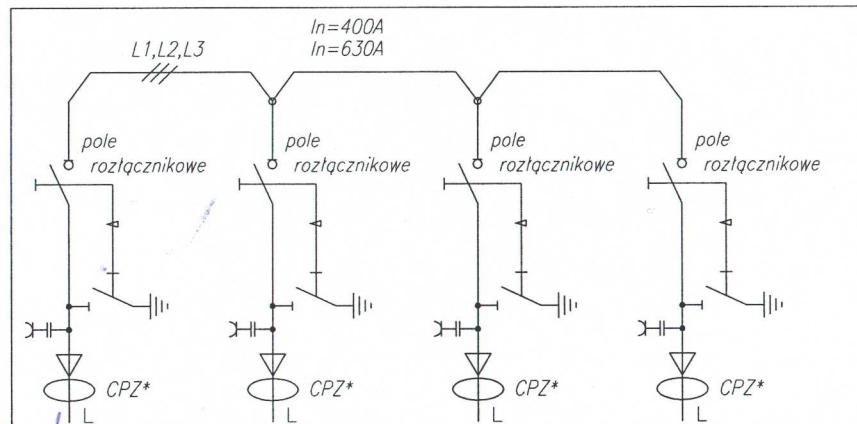 In=400A
L1,L2,L3
In=630A
pole
rozłącznikowe
pole
rozłącznikowe
pole
rozłącznikowe
pole
rozłącznikowe
CPZ*
CPZ*
CPZ*
CPZ*
L
L
L
L